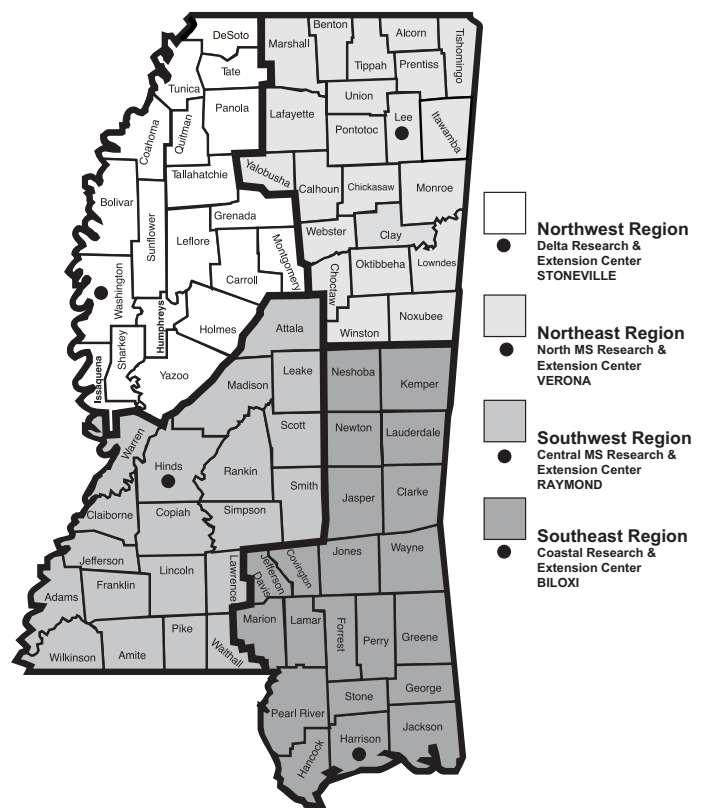 DeSoto
Benton
Alcorn
Tishomingo
Marshall
Tate
Tippah
Prentiss
Tunica
Panola
Union
Lafayette
Lee
Itawamba
Coahoma
Quitman
Pontotoc
Yalobusha
Tallahatchie
Calhoun
Chickasaw
Monroe
Bolivar
Sunflower
Grenada
Leflore
Webster
Clay
Montgomery
Carroll
Choctaw
Oktibbeha
Lowndes
Washington
Humphreys
Holmes
Attala
Winston
Noxubee
Sharkey
Issaquena
Yazoo
Madison
Leake
Neshoba
Kemper
Warren
Hinds
Rankin
Scott
Newton
Lauderdale
Smith
Jasper
Clarke
Claiborne
Copiah
Simpson
Jefferson
Lincoln
Lawrence
Jefferson
Davis
Covington
Jones
Wayne
Adams
Franklin
Marion
Lamar
Forrest
Perry
Greene
Wilkinson
Amite
Pike
Walthall
Pearl River
Stone
George
Hancock
Harrison
Jackson
Northwest Region
Delta Research &
Extension Center
STONEVILLE
Northeast Region
North MS Research &
Extension Center
VERONA
Southwest Region
Central MS Research &
Extension Center
RAYMOND
Southeast Region
Coastal Research &
Extension Center
BILOXI